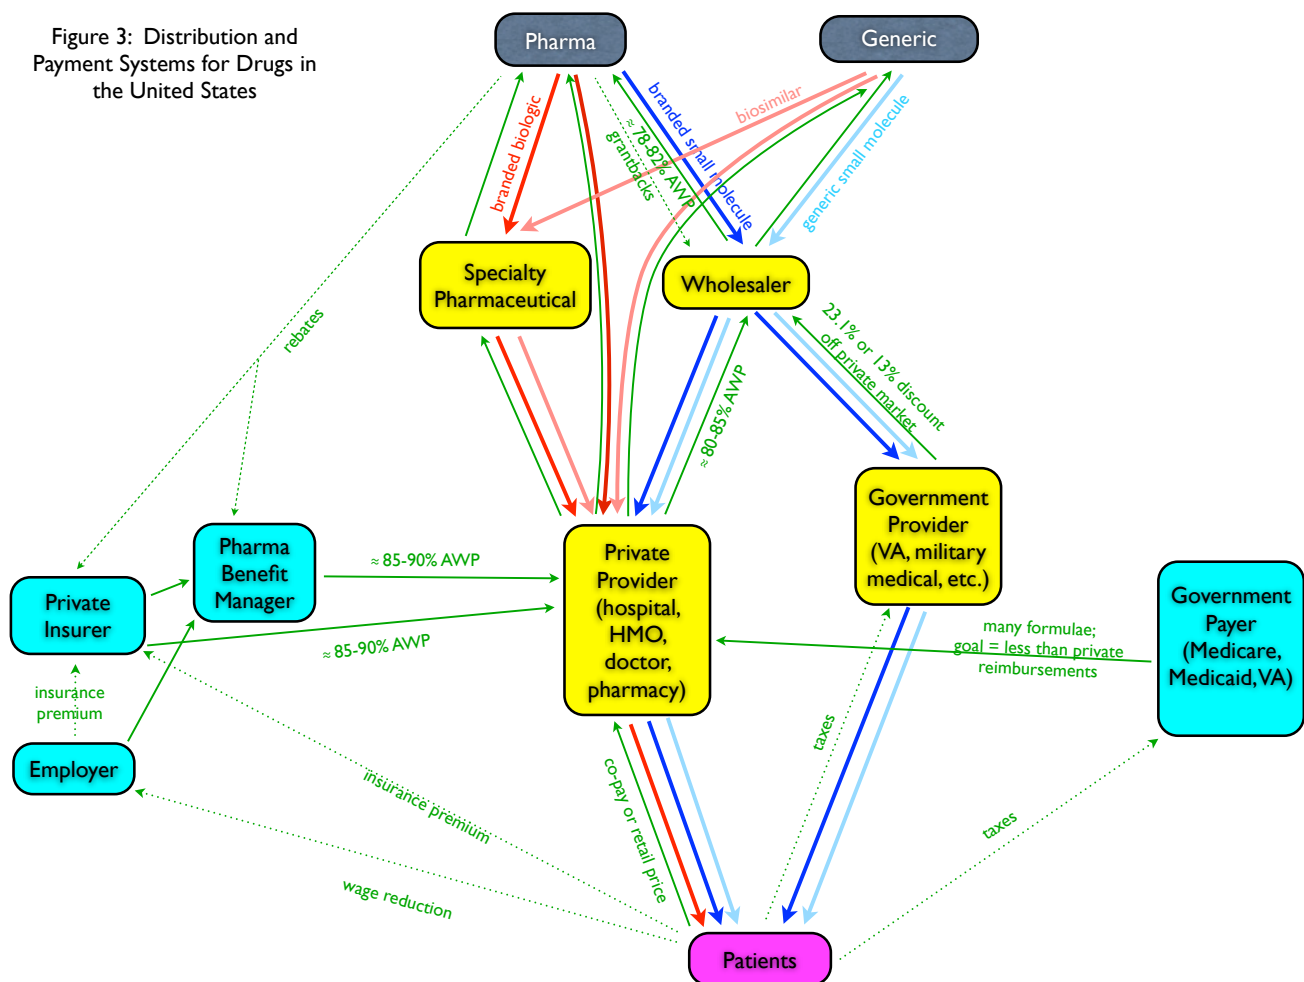 Figure 3: Distribution and
Payment Systems for Drugs in
the United States
Pharma
Generic
branded biologic
≈ 78-82% AWP
grantbacks
branded small molecule
biosimilar
generic small molecule
Specialty
Pharmaceutical
Wholesaler
rebates
≈ 80-85% AWP
23.1% or 13% discount
off private market
Pharma
Benefit
Manager
≈ 85-90% AWP
Private
Insurer
≈ 85-90% AWP
Private
Provider
(hospital,
HMO,
doctor,
pharmacy)
Government
Provider
(VA, military
medical, etc.)
Government
Payer
(Medicare,
Medicaid, VA)
many formulae;
goal = less than private
reimbursements
insurance
premium
Employer
insurance premium
wage reduction
co-pay or retail price
taxes
taxes
Patients